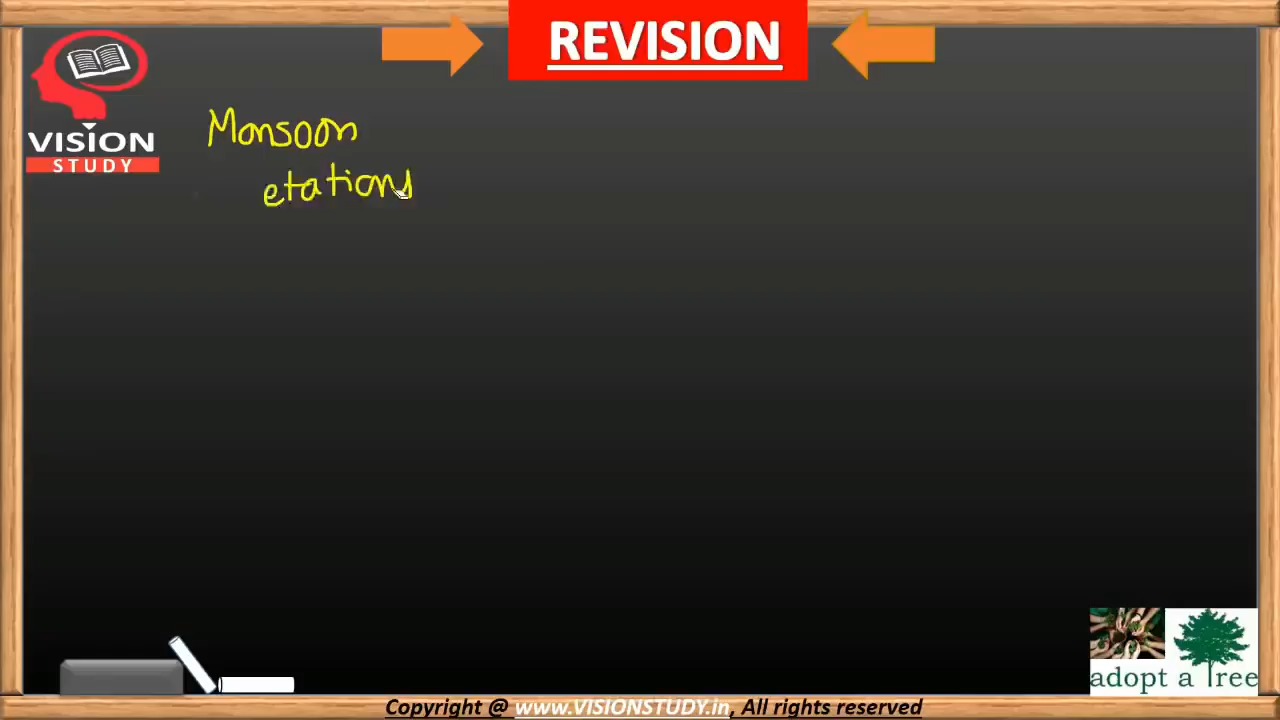 REVISION
VISION
STUDY
Monsoon
etations
adopt a Tree
Copyright @ www.VISIONSTUDY.in, All rights reserved